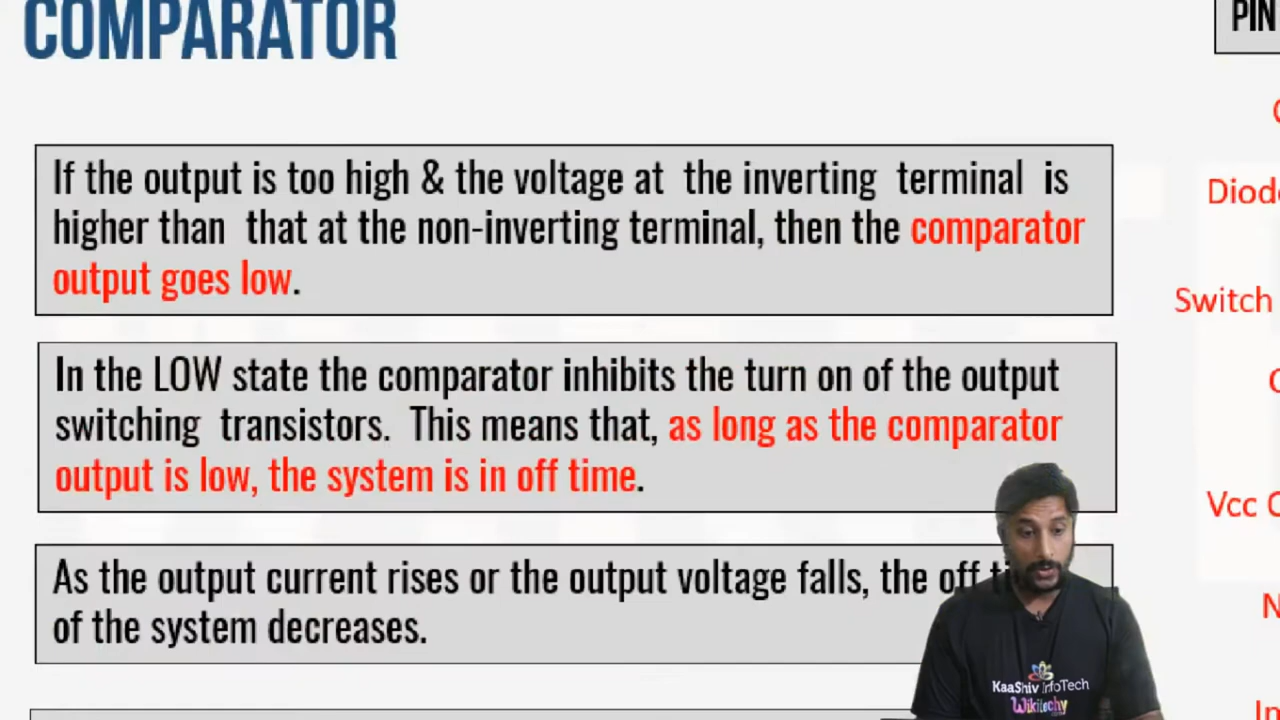 COMPARATOR
PIN
If the output is too high & the voltage at the inverting terminal is
higher than that at the non-inverting terminal, then the comparator
output goes low.
Switch
In the LOW state the comparator inhibits the turn on of the output
switching transistors. This means that, as long as the comparator
output is low, the system is in off time.
Vcc
As the output current rises or the output voltage falls, the off
of the system decreases.
KaaShiv InfoTech
Wikitechy